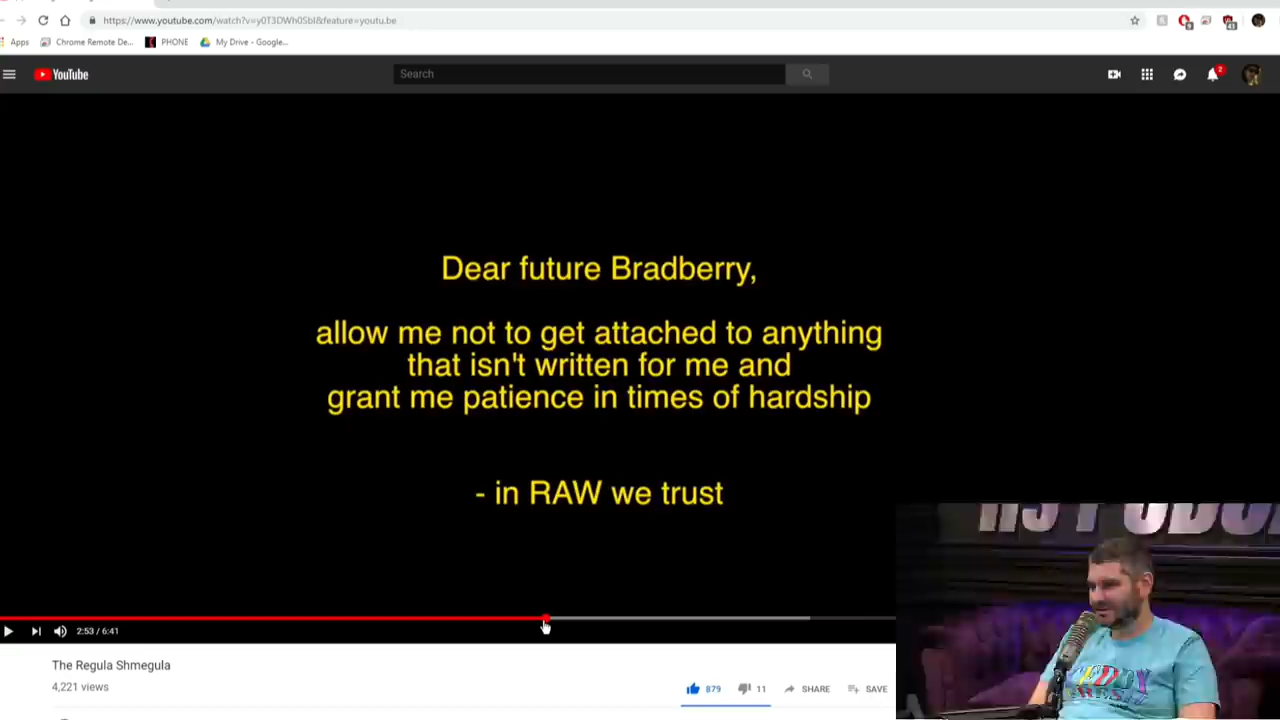 https://www.youtube.com/watch?v=y0T3DWh0SbI&feature=youtu.be
Apps Chrome Remote De... PHONE My Drive - Google...
YouTube
Search
2
Dear future Bradberry,
allow me not to get attached to anything
that isn't written for me and
grant me patience in times of hardship
- in RAW we trust
2:53 / 6:41
The Regula Shmegula
4,221 views
879 11 SHARE SAVE